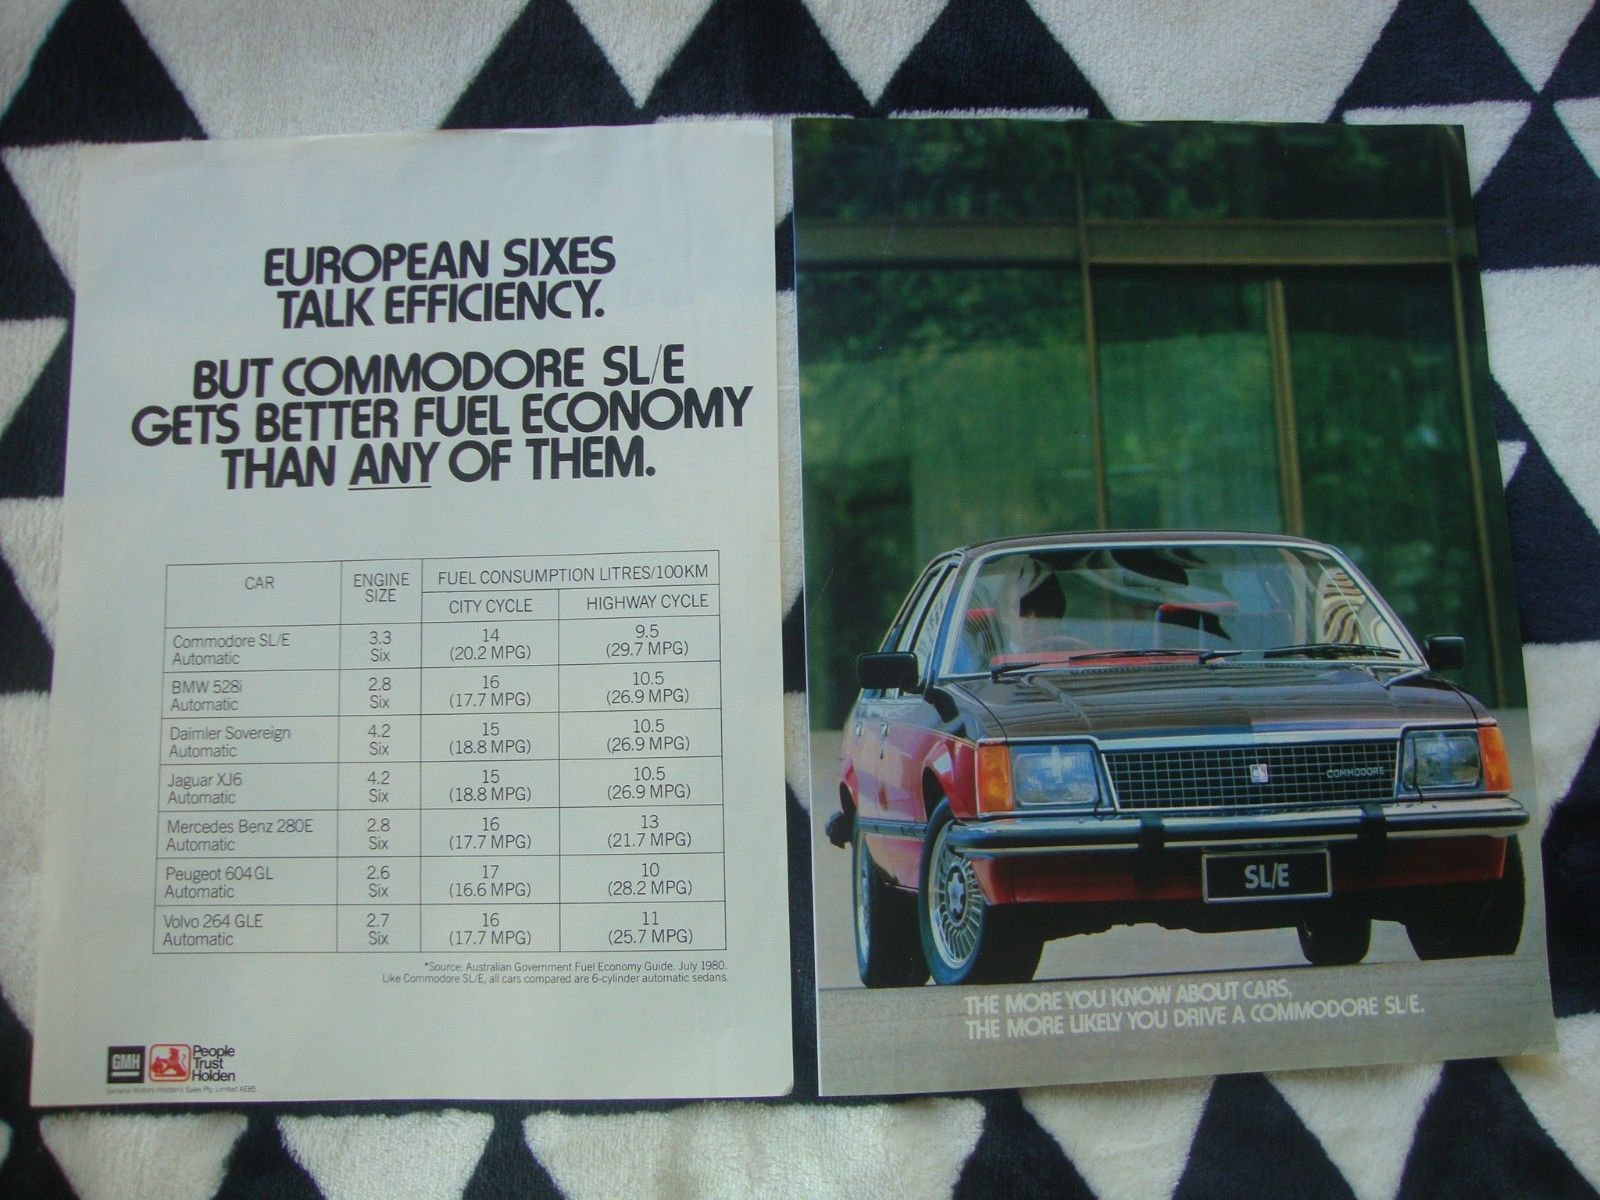 EUROPEAN SIXES
TALK EFFICIENCY.
BUT COMMODORE SL/E
GETS BETTER FUEL ECONOMY
THAN ANY OF THEM.
CAR
ENGINE
SIZE
FUEL CONSUMPTION LITRES/100KM
CITY CYCLE
HIGHWAY CYCLE
Commodore SL/E
Automatic
3.3
Six
14
(20.2 MPG)
9.5
(29.7 MPG)
BMW 528i
Automatic
2.8
Six
16
(17.7 MPG)
10.5
(26.9 MPG)
Daimler Sovereign
Automatic
4.2
Six
15
(18.8 MPG)
10.5
(26.9 MPG)
Jaguar XJ6
Automatic
4.2
Six
15
(18.8 MPG)
10.5
(26.9 MPG)
Mercedes Benz 280E
Automatic
2.8
Six
16
(17.7 MPG)
13
(21.7 MPG)
Peugeot 604GL
Automatic
2.6
Six
17
(16.6 MPG)
10
(28.2 MPG)
Volvo 264 GLE
Automatic
2.7
Six
16
(17.7 MPG)
11
(25.7 MPG)
*Source: Australian Government Fuel Economy Guide. July 1980.
Like Commodore SL/E, all cars compared are 6-cylinder automatic sedans.
GMH
People
Trust
Holden
General Motors-Holden's Sales Pty. Limited AE85.
COMMODORE
SL/E
THE MORE YOU KNOW ABOUT CARS,
THE MORE LIKELY YOU DRIVE A COMMODORE SL/E.